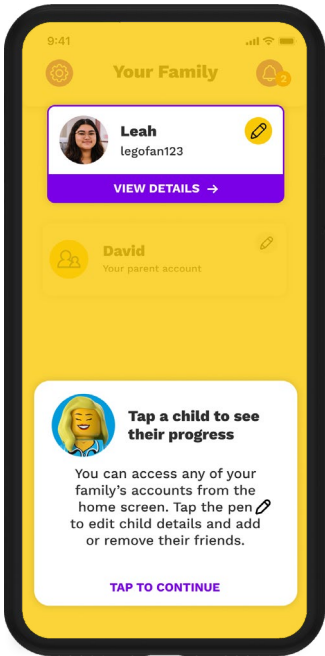 9:41
Your Family
2
Leah
legofan123
VIEW DETAILS →
David
Your parent account
Tap a child to see
their progress
You can access any of your
family’s accounts from the
home screen. Tap the pen
to edit child details and add
or remove their friends.
TAP TO CONTINUE